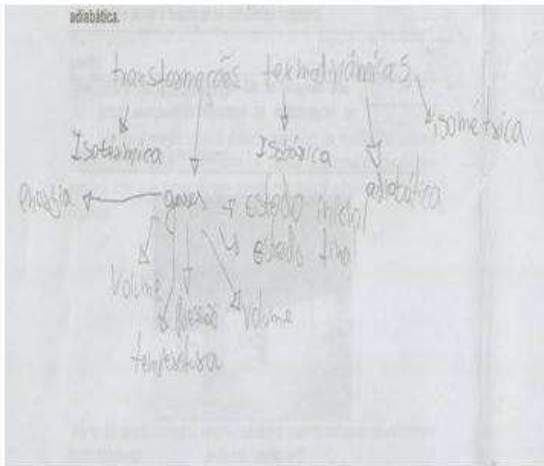 adiabática.
transformações termodinâmicas
isométrica
Isotérmica
Isobárica
adiabática
energia
gases
estado inicial
estado final
Volume
Pressão
Volume
temperatura